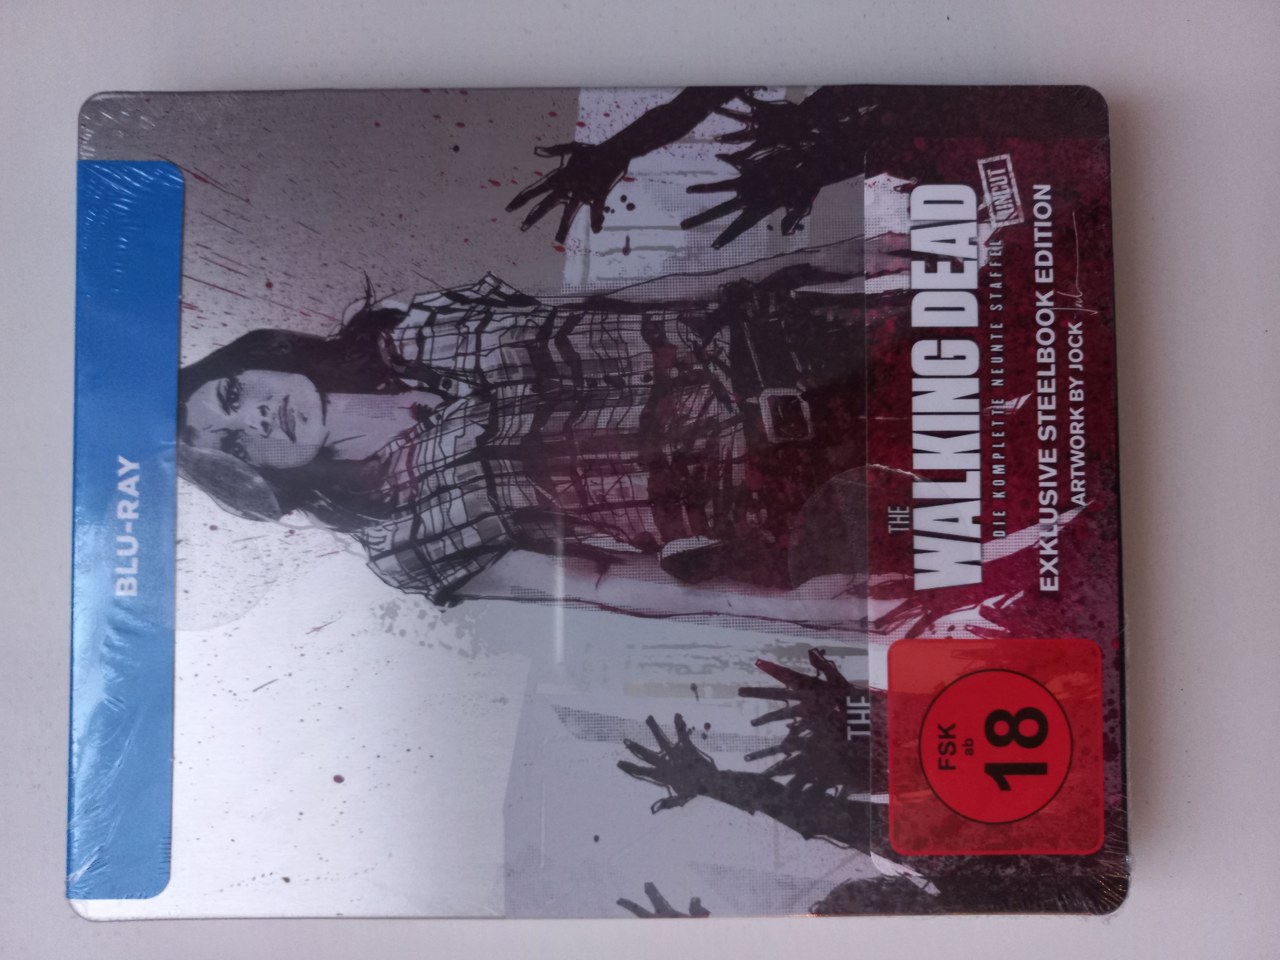 BLU-RAY
THE
THE
WALKING DEAD
DIE KOMPLETTE NEUNTE STAFFEL
UNCUT
EXKLUSIVE STEELBOOK EDITION
ARTWORK BY JOCK
FSK
ab
18